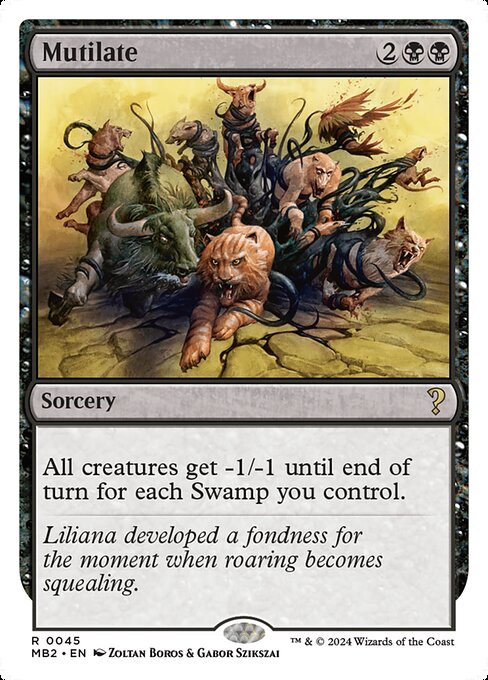 Mutilate 2
Sorcery
All creatures get -1/-1 until end of
turn for each Swamp you control.
Liliana developed a fondness for
the moment when roaring becomes
squealing.
R 0045
MB2 • EN ZOLTAN BOROS & GABOR SZIKSZAI
™ & © 2024 Wizards of the Coast